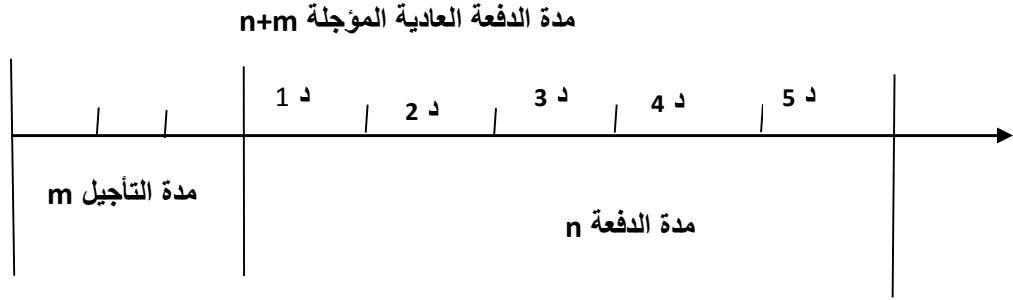 مدة الدفعة العادية المؤجلة n+m
د 1
د 2
د 3
د 4
د 5
مدة التأجيل m
مدة الدفعة n